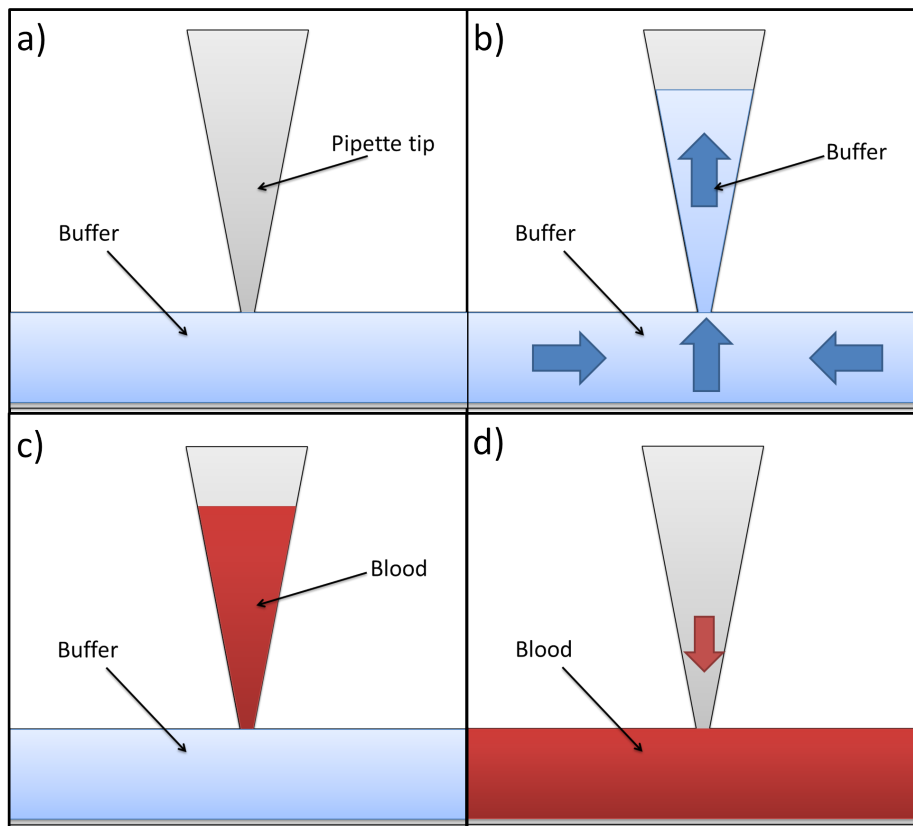 a)
Pipette tip
Buffer
b)
Buffer
Buffer
c)
Blood
Buffer
d)
Blood